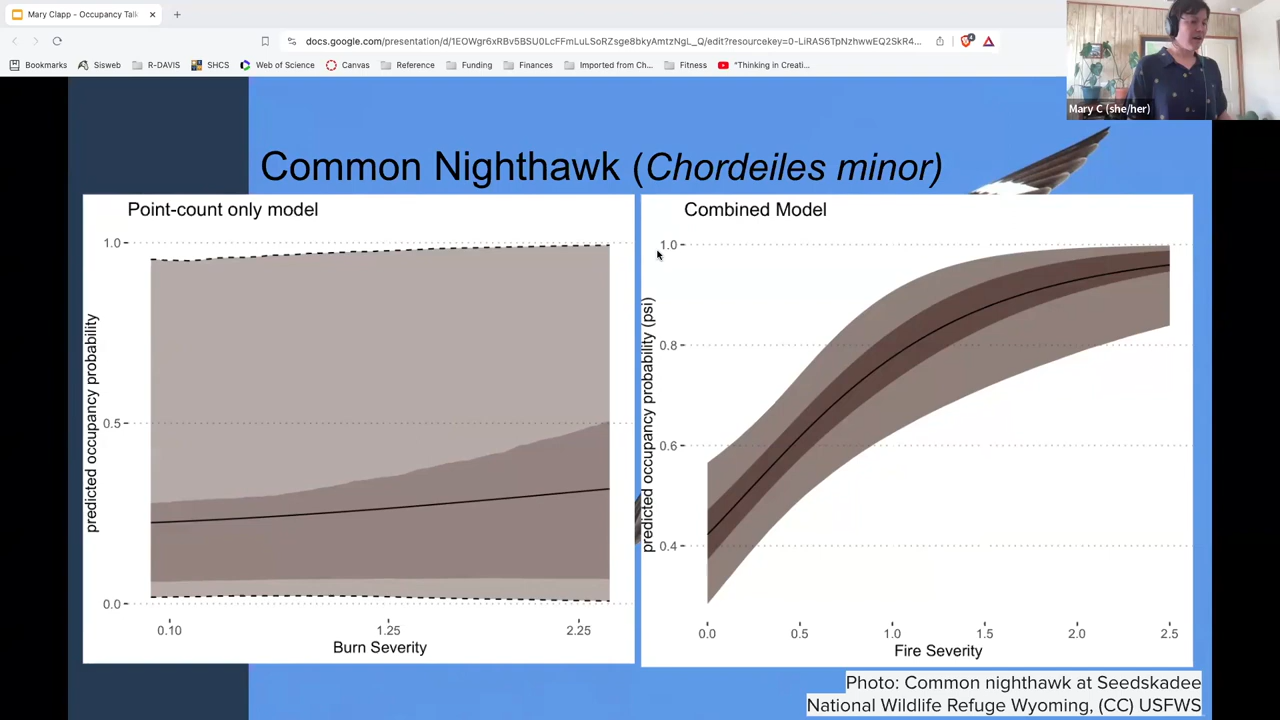 Mary Clapp - Occupancy Tal
docs.google.com/presentation/d/1EOWgr6xRBv5BSU0LcFFmLuLSoRZsge8bkyAmtzNgL_Q/edit?resourcekey=0-LiRAS6TpNzhwwEQ2SkR4...
Bookmarks Sisweb R-DAVIS SHCS Web of Science Canvas Reference Funding Finances Imported from Ch... Fitness "Thinking in Creati...
Mary C (she/her)
Common Nighthawk (Chordeiles minor)
Point-count only model
1.0
0.5
0.0
predicted occupancy probability
0.10 1.25 2.25
Burn Severity
Combined Model
1.0
0.8
0.6
0.4
predicted occupancy probability (psi)
0.0 0.5 1.0 1.5 2.0 2.5
Fire Severity
Photo: Common nighthawk at Seedskadee
National Wildlife Refuge Wyoming, (CC) USFWS